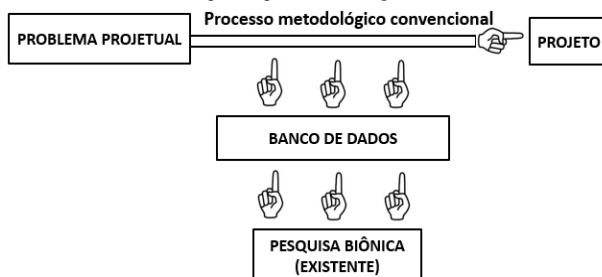 Processo metodológico convencional
PROBLEMA PROJETUAL
PROJETO
BANCO DE DADOS
PESQUISA BIÔNICA
(EXISTENTE)